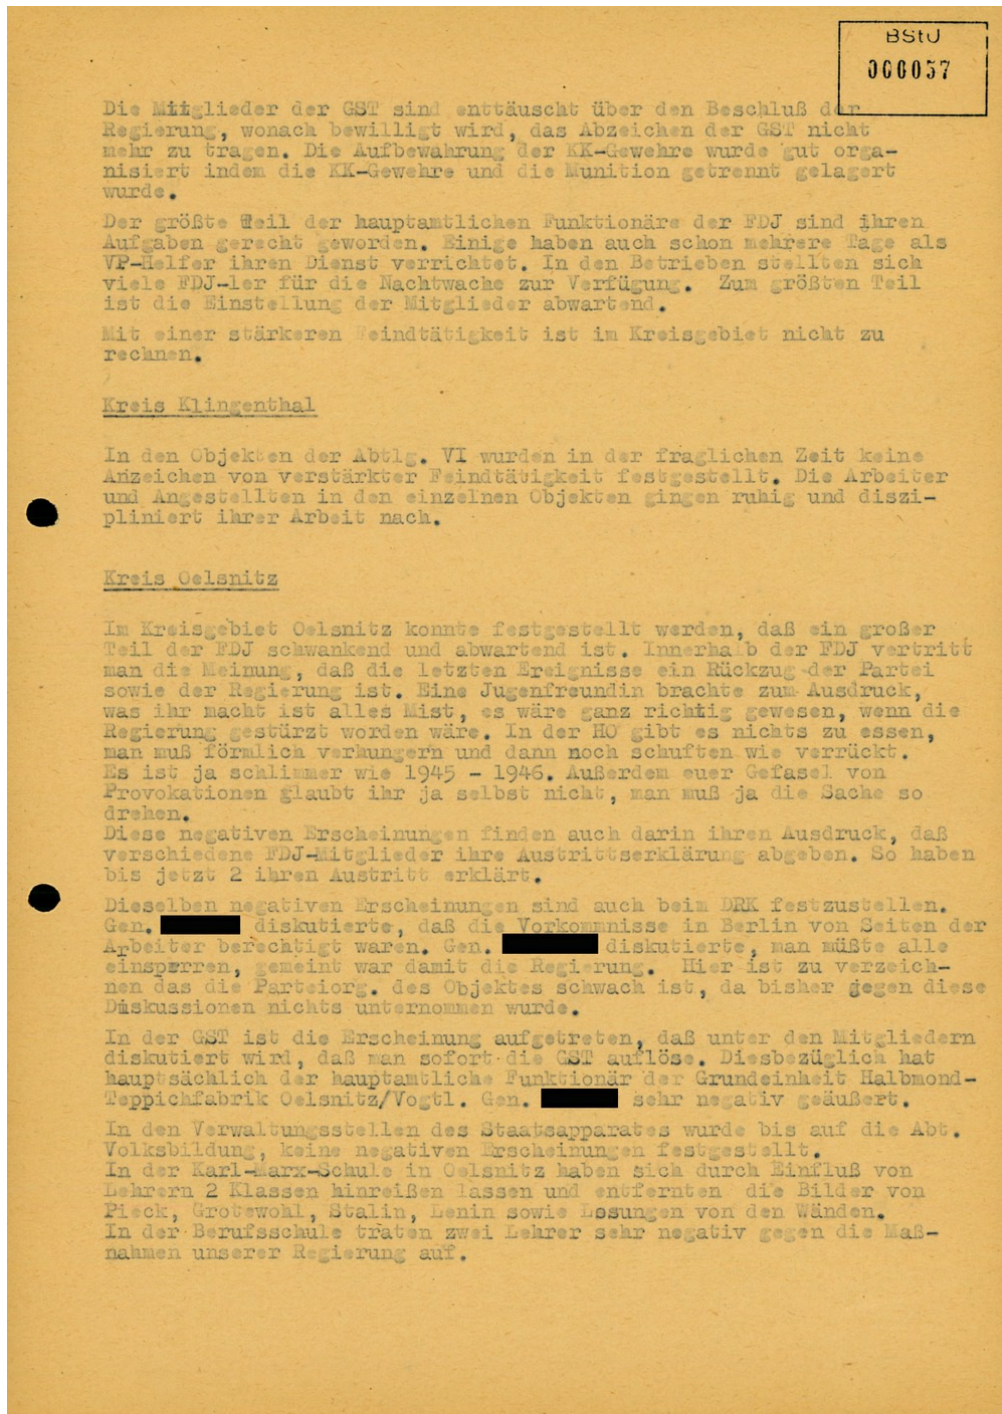 BStU
000057
Die Mitglieder der GST sind enttäuscht über den Beschluß der
Regierung, wonach bewilligt wird, das Abzeichen der GST nicht
mehr zu tragen. Die Aufbewahrung der KK-Gewehre wurde gut orga-
nisiert indem die KK-Gewehre und die Munition getrennt gelagert
wurde.
Der größte Teil der hauptamtlichen Funktionäre der FDJ sind ihren
Aufgaben gerecht geworden. Einige haben auch schon mehrere Tage als
VP-Helfer ihren Dienst verrichtet. In den Betrieben stellten sich
viele FDJ-ler für die Nachtwache zur Verfügung. Zum größten Teil
ist die Einstellung der Mitglieder abwartend.
Mit einer stärkeren Feindtätigkeit ist im Kreisgebiet nicht zu
rechnen.
Kreis Klingenthal
In den Objekten der Abtlg. VI wurden in der fraglichen Zeit keine
Anzeichen von verstärkter Feindtätigkeit festgestellt. Die Arbeiter
und Angestellten in den einzelnen Objekten gingen ruhig und diszi-
pliniert ihrer Arbeit nach.
Kreis Oelsnitz
Im Kreisgebiet Oelsnitz konnte festgestellt werden, daß ein großer
Teil der FDJ schwankend und abwartend ist. Innerhalb der FDJ vertritt
man die Meinung, daß die letzten Ereignisse ein Rückzug der Partei
sowie der Regierung ist. Eine Jugenfreundin brachte zum Ausdruck,
was ihr macht ist alles Mist, es wäre ganz richtig gewesen, wenn die
Regierung gestürzt worden wäre. In der HO gibt es nichts zu essen,
man muß förmlich verhungern und dann noch schuften wie verrückt.
Es ist ja schlimmer wie 1945 - 1946. Außerdem euer Gefasel von
Provokationen glaubt ihr ja selbst nicht, man muß ja die Sache so
drehen.
Diese negativen Erscheinungen finden auch darin ihren Ausdruck, daß
verschiedene FDJ-Mitglieder ihre Austrittserklärung abgeben. So haben
bis jetzt 2 ihren Austritt erklärt.
Dieselben negativen Erscheinungen sind auch beim DRK festzustellen.
Gen. diskutierte, daß die Vorkommnisse in Berlin von Seiten der
Arbeiter berechtigt waren. Gen. diskutierte, man müßte alle
einsperren, gemeint war damit die Regierung. Hier ist zu verzeich-
nen das die Parteiorg. des Objektes schwach ist, da bisher gegen diese
Diskussionen nichts unternommen wurde.
In der GST ist die Erscheinung aufgetreten, daß unter den Mitgliedern
diskutiert wird, daß man sofort die GST auflöse. Diesbezüglich hat
hauptsächlich der hauptamtliche Funktionär der Grundeinheit Halbmond-
Teppichfabrik Oelsnitz/Vogtl. Gen. sehr negativ geäußert.
In den Verwaltungsstellen des Staatsapparates wurde bis auf die Abt.
Volksbildung, keine negativen Erscheinungen festgestellt.
In der Karl-Marx-Schule in Oelsnitz haben sich durch Einfluß von
Lehrern 2 Klassen hinreißen lassen und entfernten die Bilder von
Pieck, Grotewohl, Stalin, Lenin sowie Losungen von den Wänden.
In der Berufsschule traten zwei Lehrer sehr negativ gegen die Maß-
nahmen unserer Regierung auf.